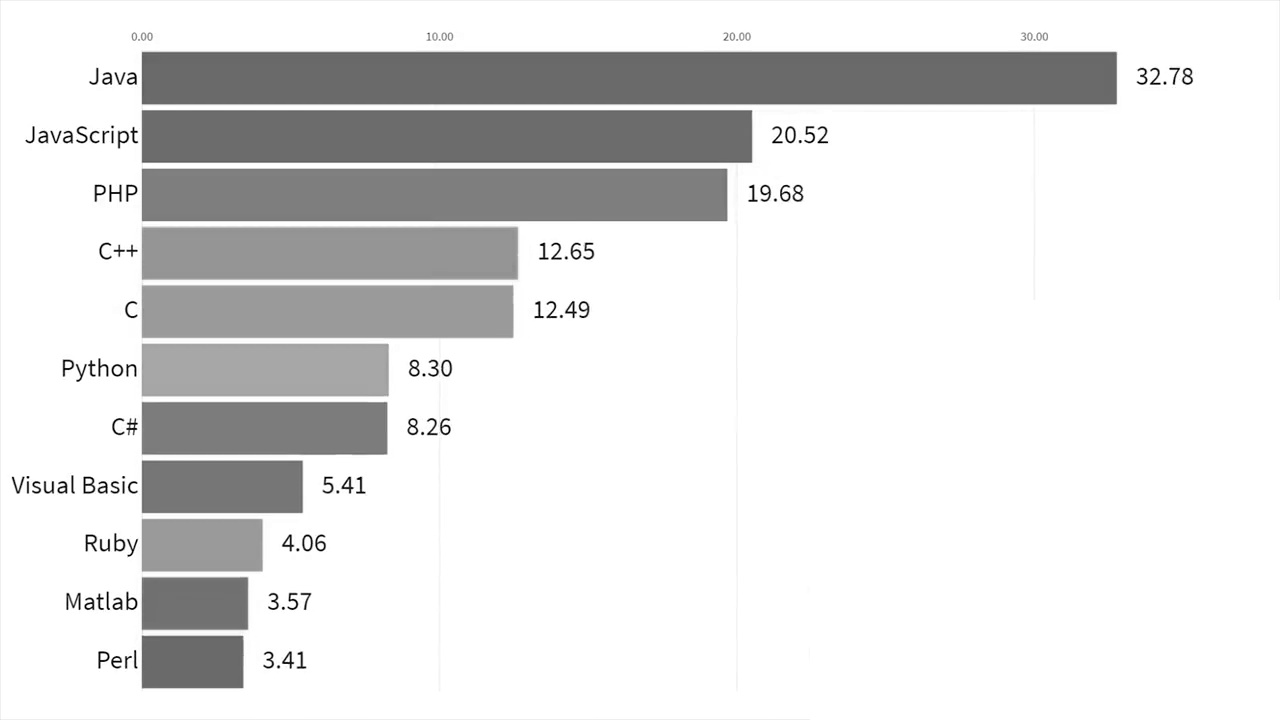 0.00 10.00 20.00 30.00
Java 32.78
JavaScript 20.52
PHP 19.68
C++ 12.65
C 12.49
Python 8.30
C# 8.26
Visual Basic 5.41
Ruby 4.06
Matlab 3.57
Perl 3.41